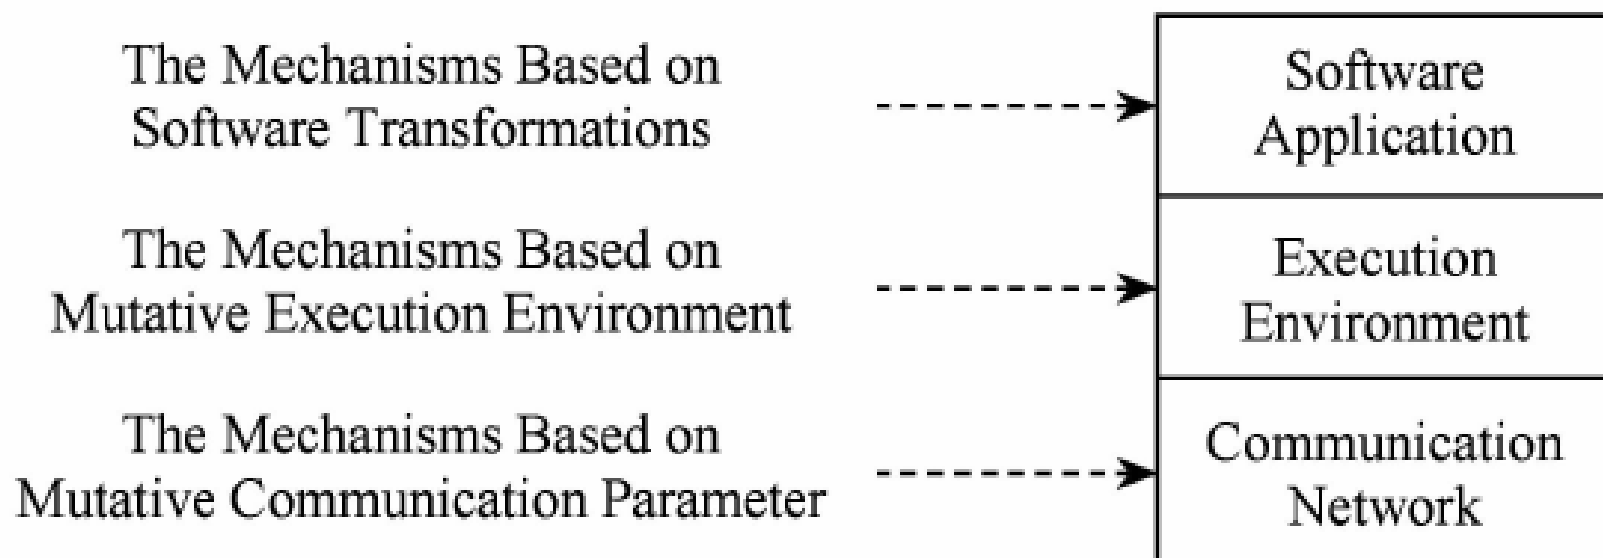 The Mechanisms Based on
Software Transformations
Software
Application
The Mechanisms Based on
Mutative Execution Environment
Execution
Environment
The Mechanisms Based on
Mutative Communication Parameter
Communication
Network